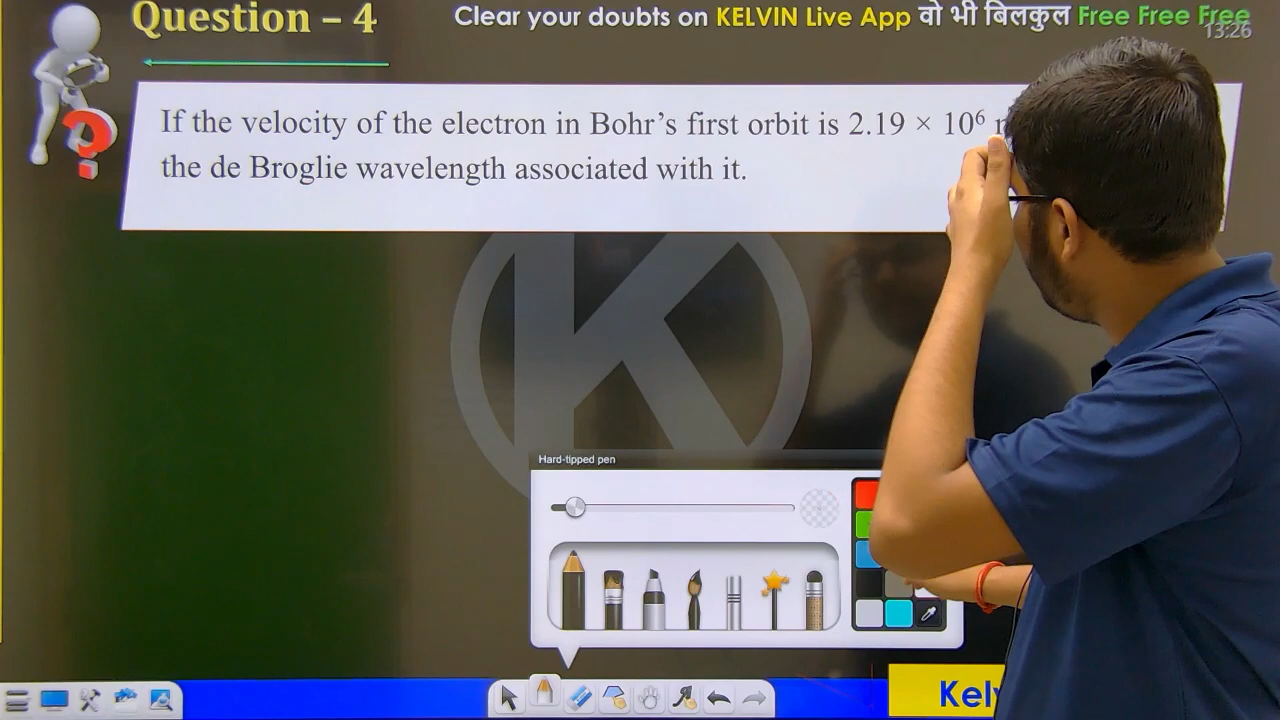 Question – 4
Clear your doubts on KELVIN Live App वो भी बिलकुल Free Free Free
13:26
If the velocity of the electron in Bohr’s first orbit is 2.19 × 10⁶
the de Broglie wavelength associated with it.
Hard-tipped pen